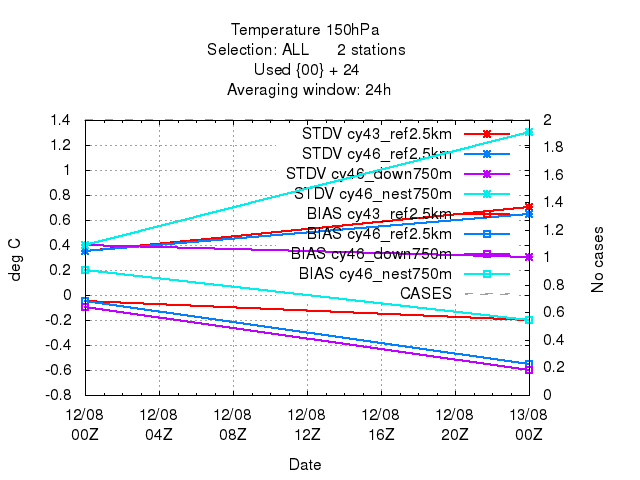 Temperature 150hPa
Selection: ALL 2 stations
Used {00} + 24
Averaging window: 24h
1.4
1.2
1
0.8
0.6
0.4
0.2
0
-0.2
-0.4
-0.6
-0.8
deg C
STDV cy43_ref2.5km
STDV cy46_ref2.5km
STDV cy46_down750m
STDV cy46_nest750m
BIAS cy43_ref2.5km
BIAS cy46_ref2.5km
BIAS cy46_down750m
BIAS cy46_nest750m
CASES
2
1.8
1.6
1.4
1.2
1
0.8
0.6
0.4
0.2
0
No cases
12/08 12/08 12/08 12/08 12/08 12/08 13/08
00Z 04Z 08Z 12Z 16Z 20Z 00Z
Date